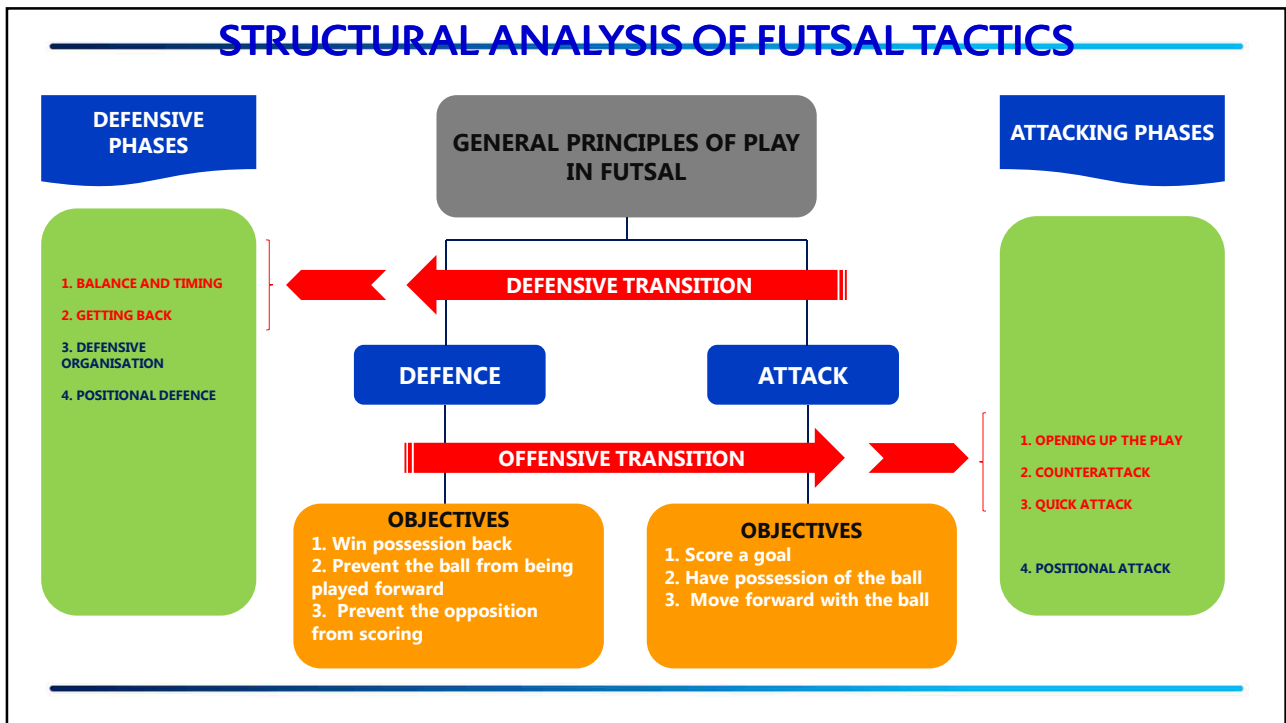 STRUCTURAL ANALYSIS OF FUTSAL TACTICS
DEFENSIVE
PHASES
GENERAL PRINCIPLES OF PLAY
IN FUTSAL
ATTACKING PHASES
1. BALANCE AND TIMING
2. GETTING BACK
3. DEFENSIVE
ORGANISATION
4. POSITIONAL DEFENCE
DEFENSIVE TRANSITION
DEFENCE
ATTACK
OFFENSIVE TRANSITION
1. OPENING UP THE PLAY
2. COUNTERATTACK
3. QUICK ATTACK
4. POSITIONAL ATTACK
OBJECTIVES
1. Win possession back
2. Prevent the ball from being
played forward
3. Prevent the opposition
from scoring
OBJECTIVES
1. Score a goal
2. Have possession of the ball
3. Move forward with the ball